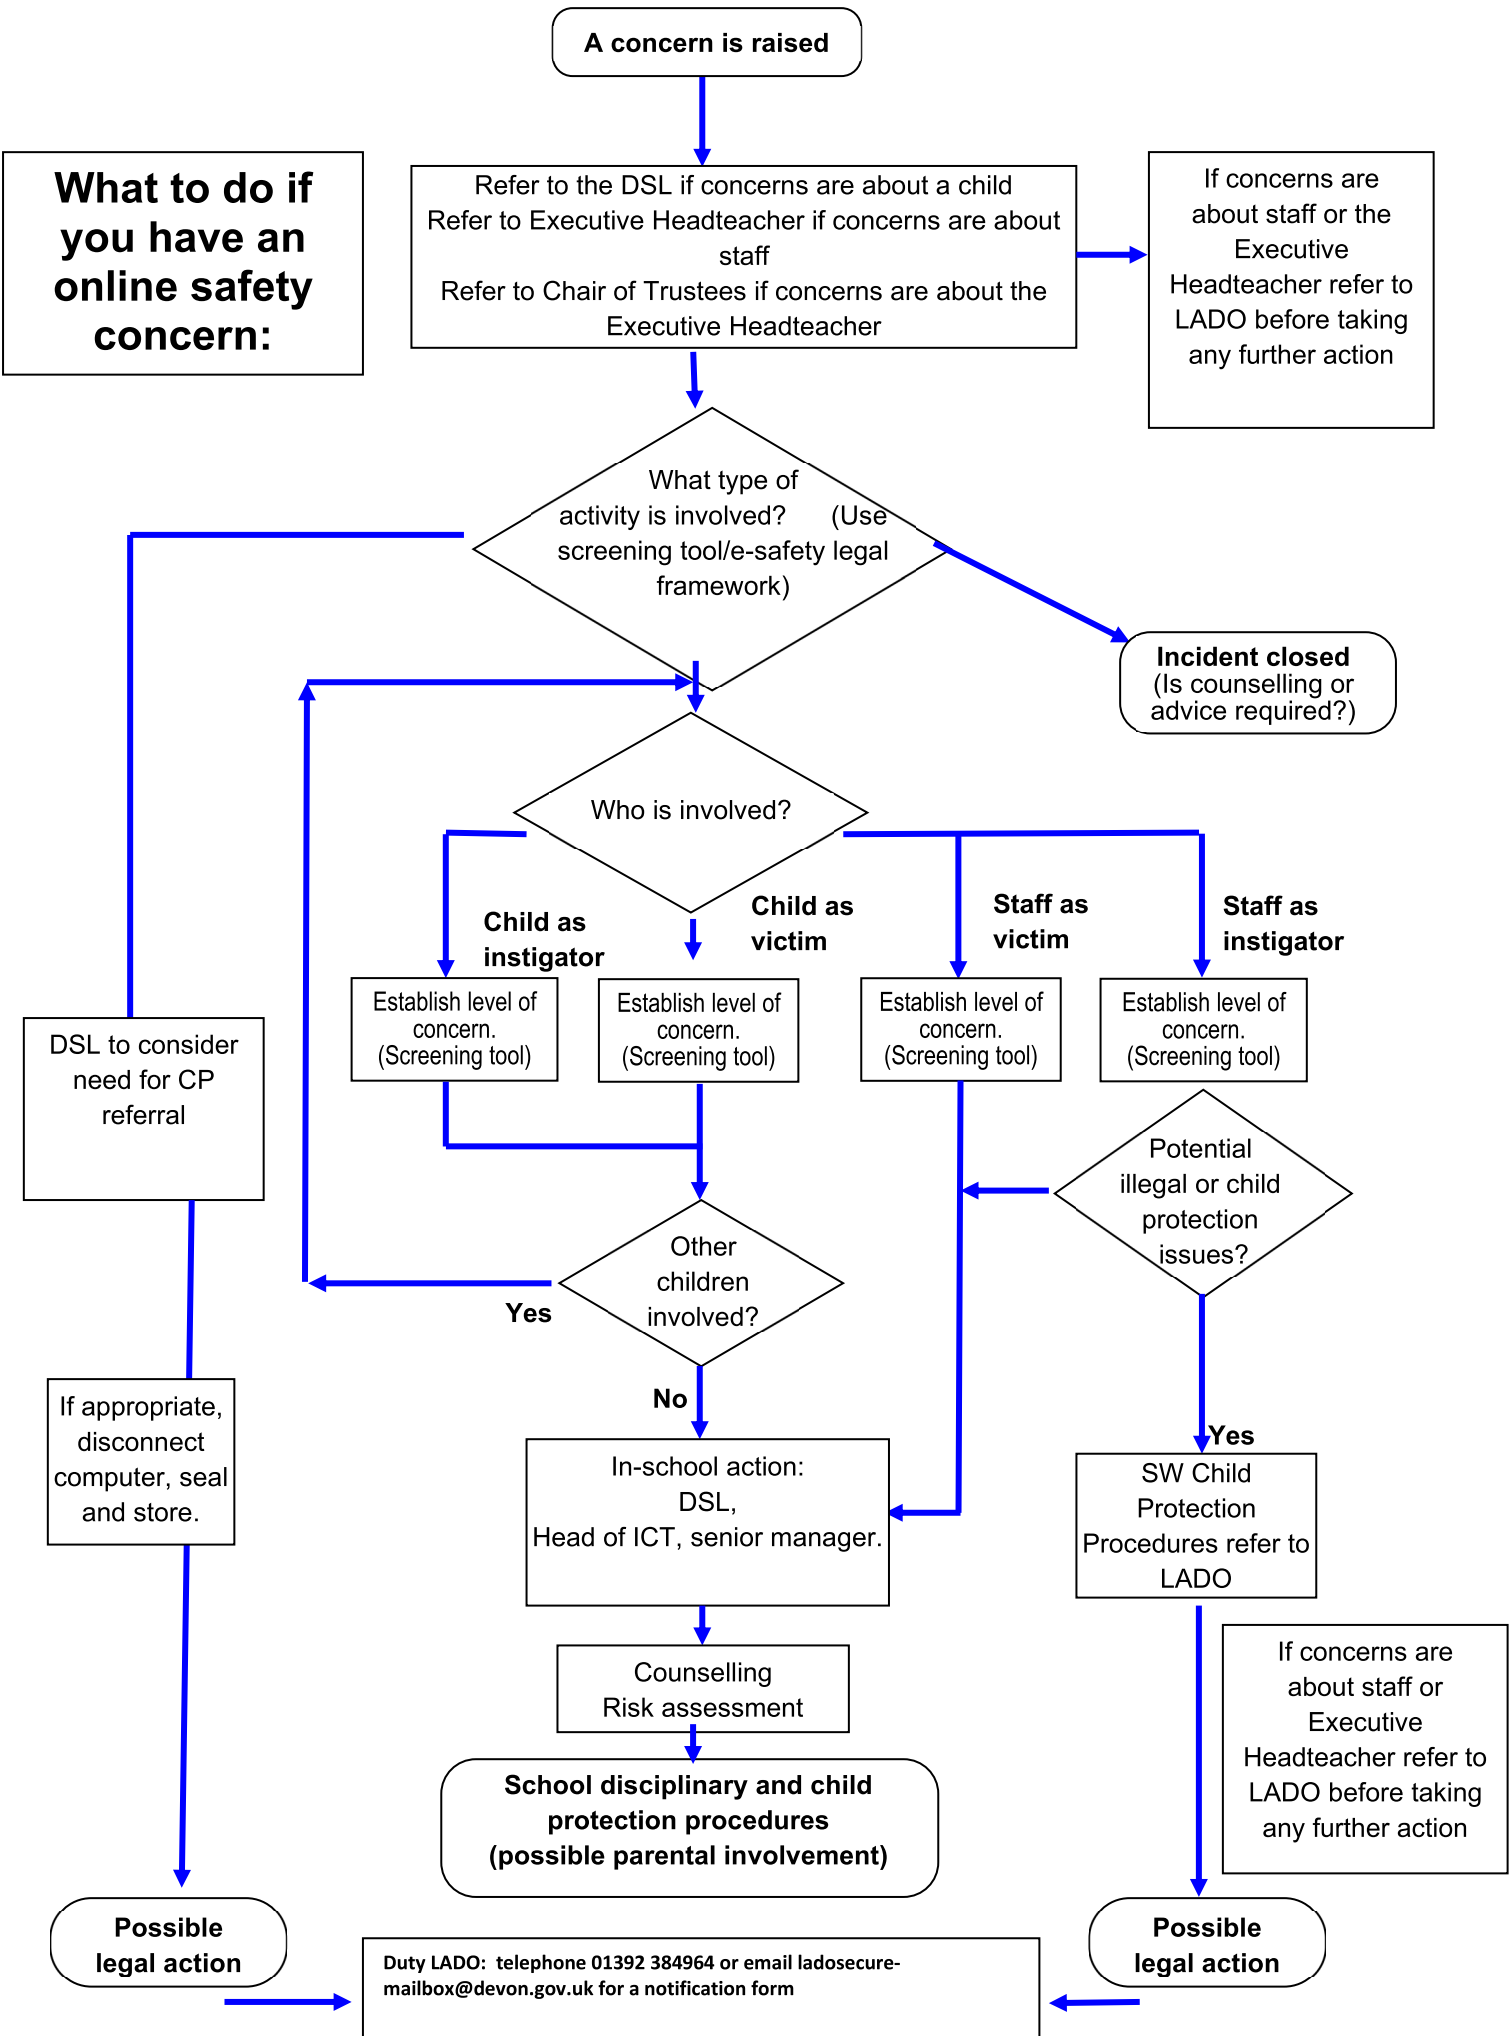 A concern is raised
What to do if
you have an
online safety
concern:
Refer to the DSL if concerns are about a child
Refer to Executive Headteacher if concerns are about
staff
Refer to Chair of Trustees if concerns are about the
Executive Headteacher
If concerns are
about staff or the
Executive
Headteacher refer to
LADO before taking
any further action
What type of
activity is involved? (Use
screening tool/e-safety legal
framework)
Incident closed
(Is counselling or
advice required?)
Who is involved?
Child as
instigator
Child as
victim
Staff as
victim
Staff as
instigator
Establish level of
concern.
(Screening tool)
Establish level of
concern.
(Screening tool)
Establish level of
concern.
(Screening tool)
Establish level of
concern.
(Screening tool)
DSL to consider
need for CP
referral
Potential
illegal or child
protection
issues?
Other
children
involved?
Yes
No
If appropriate,
disconnect
computer, seal
and store.
In-school action:
DSL,
Head of ICT, senior manager.
Yes
SW Child
Protection
Procedures refer to
LADO
Counselling
Risk assessment
If concerns are
about staff or
Executive
Headteacher refer to
LADO before taking
any further action
School disciplinary and child
protection procedures
(possible parental involvement)
Possible
legal action
Possible
legal action
Duty LADO: telephone 01392 384964 or email ladosecure-
mailbox@devon.gov.uk for a notification form